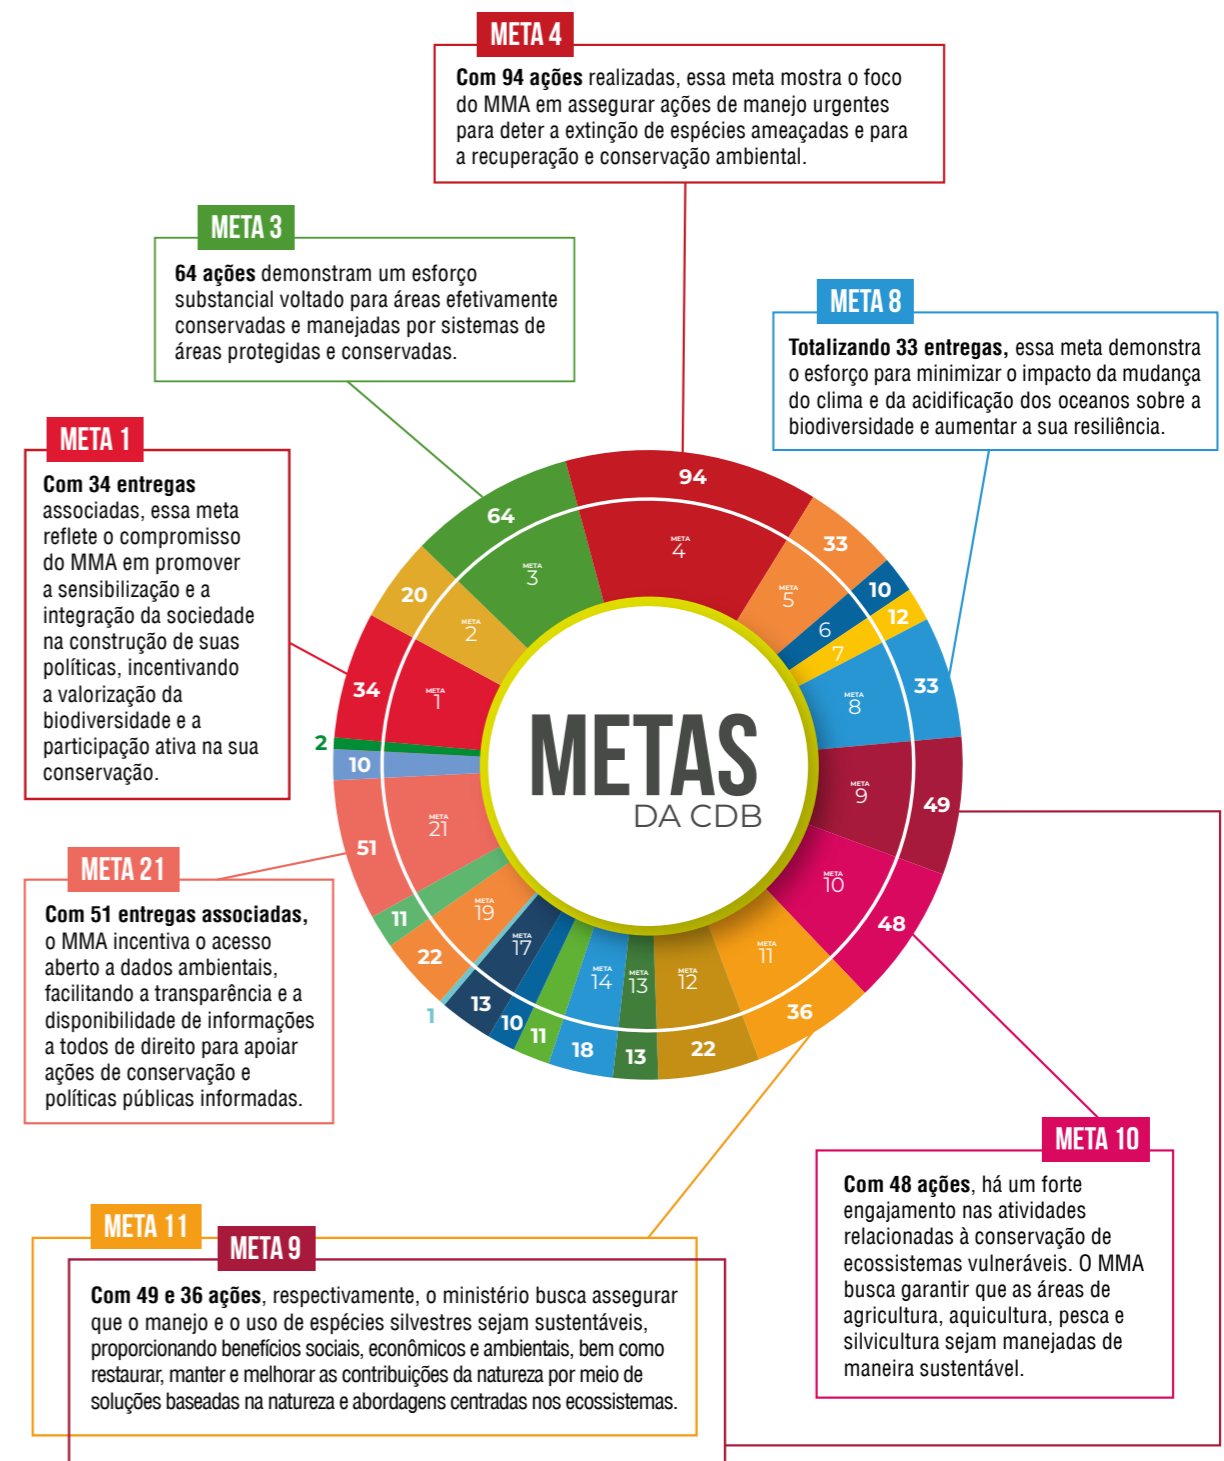 META 4
Com 94 ações realizadas, essa meta mostra o foco
do MMA em assegurar ações de manejo urgentes
para deter a extinção de espécies ameaçadas e para
a recuperação e conservação ambiental.
META 3
64 ações demonstram um esforço
substancial voltado para áreas efetivamente
conservadas e manejadas por sistemas de
áreas protegidas e conservadas.
META 8
Totalizando 33 entregas, essa meta demonstra
o esforço para minimizar o impacto da mudança
do clima e da acidificação dos oceanos sobre a
biodiversidade e aumentar a sua resiliência.
META 1
Com 34 entregas
associadas, essa meta
reflete o compromisso
do MMA em promover
a sensibilização e a
integração da sociedade
na construção de suas
políticas, incentivando
a valorização da
biodiversidade e a
participação ativa na sua
conservação.
94
META
4
33
META
5
10
6
12
7
33
META
8
49
META
9
48
META
10
36
META
11
22
META
12
13
META
13
18
META
14
11
10
13
META
17
1
22
META
19
11
51
META
21
10
2
34
META
1
20
META
2
64
META
3
METAS
DA CDB
META 21
Com 51 entregas associadas,
o MMA incentiva o acesso
aberto a dados ambientais,
facilitando a transparência e a
disponibilidade de informações
a todos de direito para apoiar
ações de conservação e
políticas públicas informadas.
META 10
Com 48 ações, há um forte
engajamento nas atividades
relacionadas à conservação de
ecossistemas vulneráveis. O MMA
busca garantir que as áreas de
agricultura, aquicultura, pesca e
silvicultura sejam manejadas de
maneira sustentável.
META 11
META 9
Com 49 e 36 ações, respectivamente, o ministério busca assegurar
que o manejo e o uso de espécies silvestres sejam sustentáveis,
proporcionando benefícios sociais, econômicos e ambientais, bem como
restaurar, manter e melhorar as contribuições da natureza por meio de
soluções baseadas na natureza e abordagens centradas nos ecossistemas.